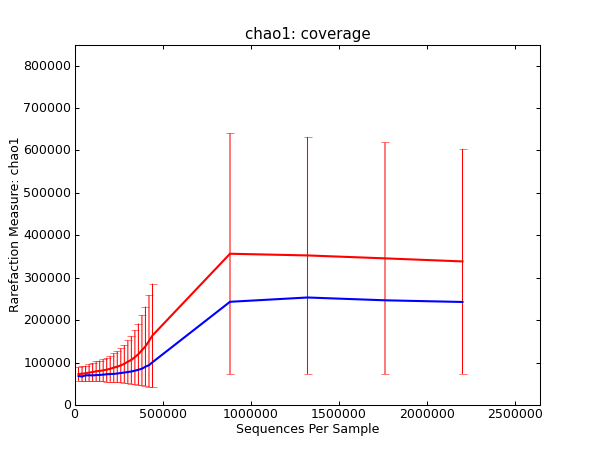 chao1: coverage
Rarefaction Measure: chao1
800000
700000
600000
500000
400000
300000
200000
100000
0
0 500000 1000000 1500000 2000000 2500000
Sequences Per Sample